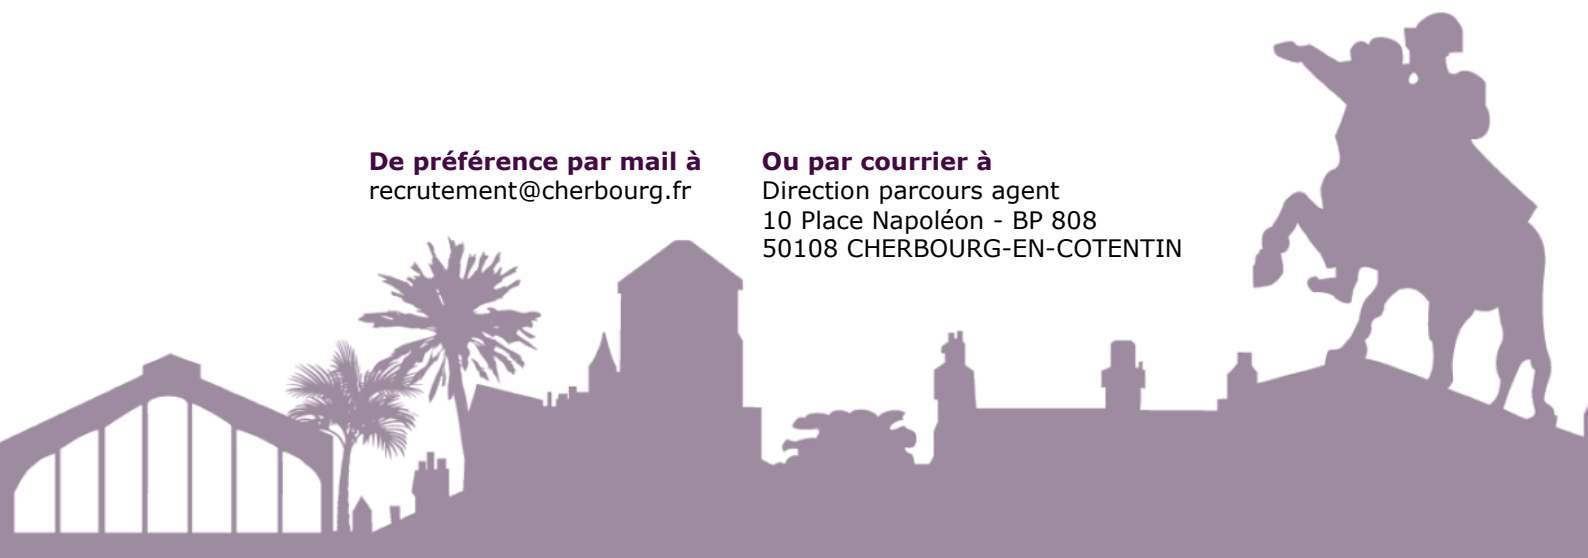 De préférence par mail à
recrutement@cherbourg.fr
Ou par courrier à
Direction parcours agent
10 Place Napoléon - BP 808
50108 CHERBOURG-EN-COTENTIN